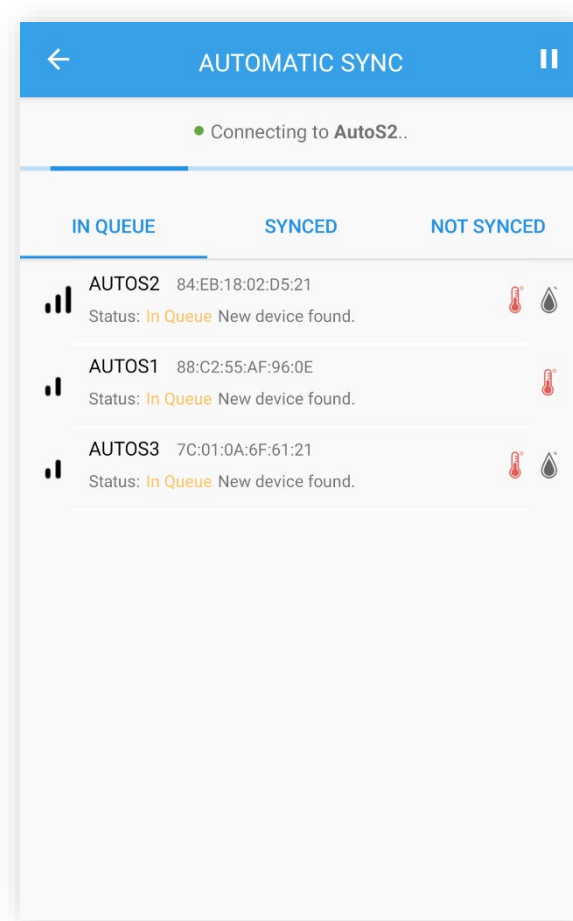 AUTOMATIC SYNC
Connecting to AutoS2..
IN QUEUE SYNCED NOT SYNCED
AUTOS2 84:EB:18:02:D5:21
Status: In Queue New device found.
AUTOS1 88:C2:55:AF:96:0E
Status: In Queue New device found.
AUTOS3 7C:01:0A:6F:61:21
Status: In Queue New device found.